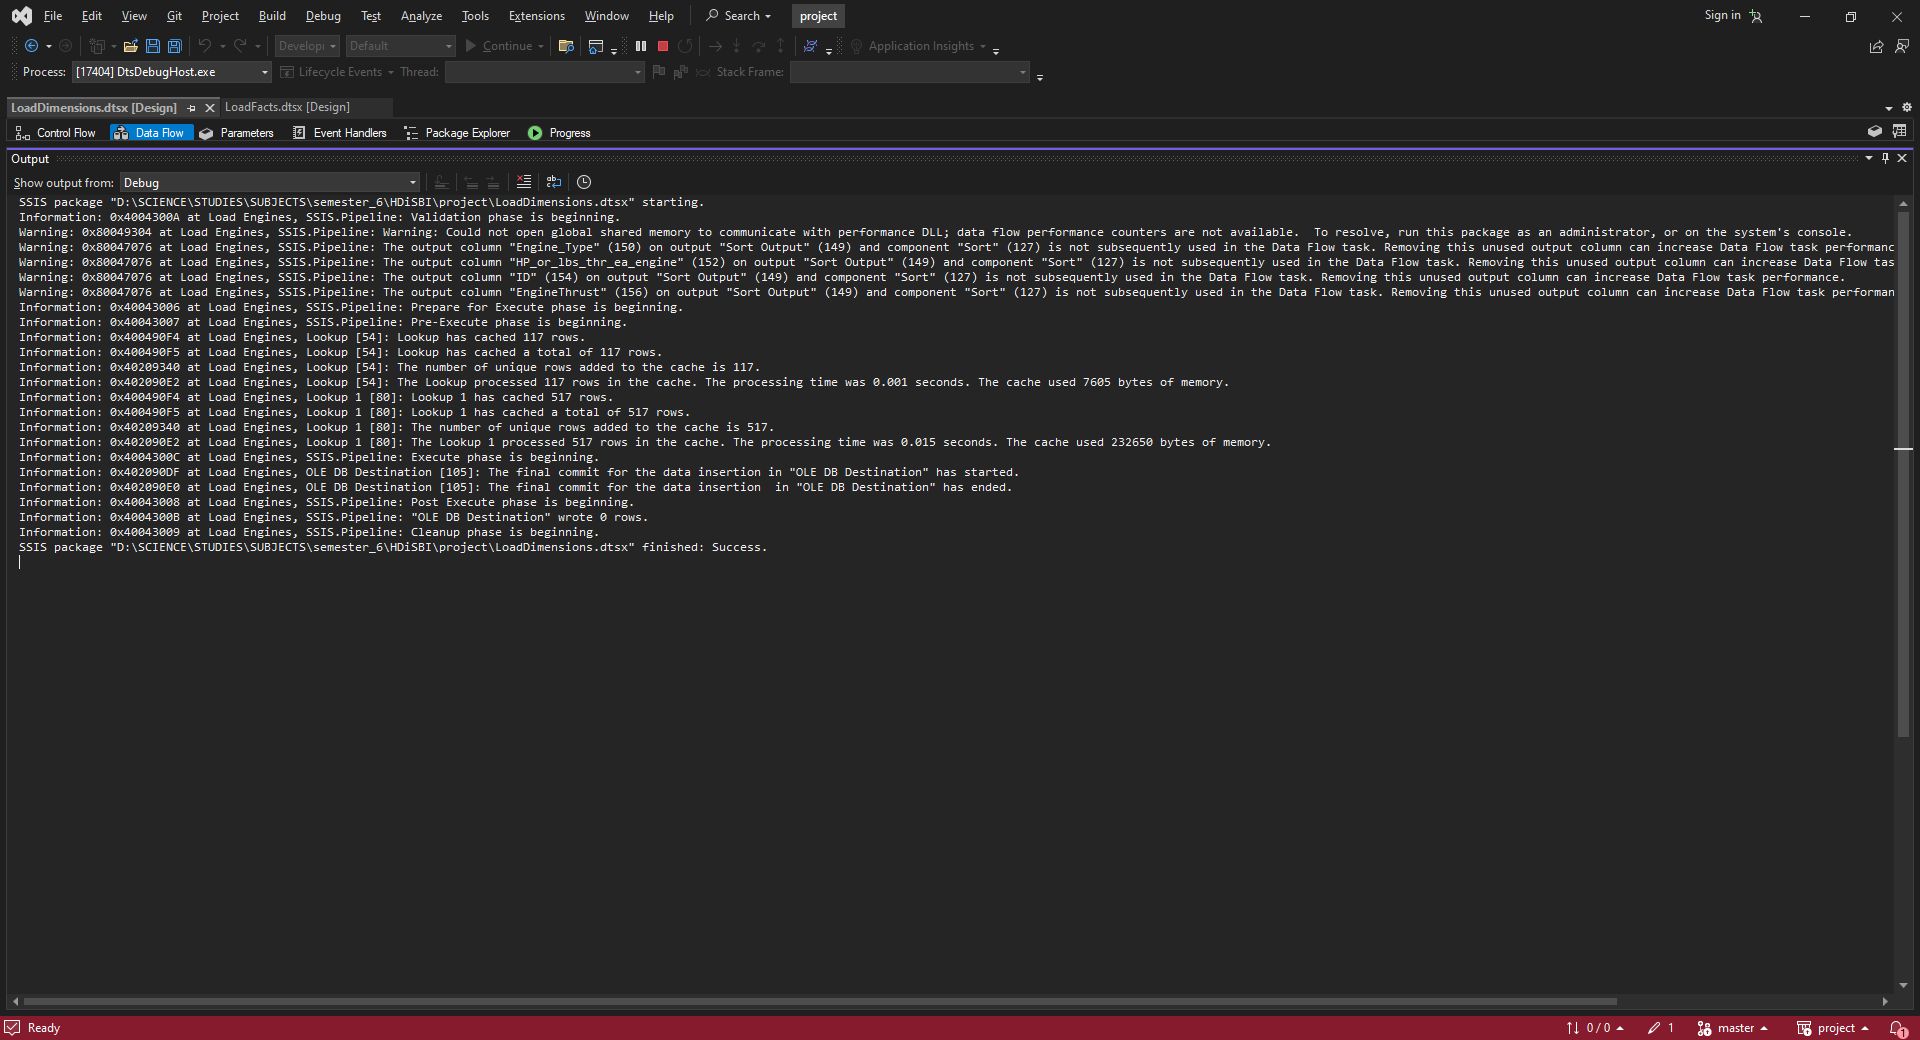 File Edit View Git Project Build Debug Test Analyze Tools Extensions Window Help Search project Sign in
Default Continue Application Insights
Process: [17404] DtsDebugHost.exe Lifecycle Events Thread: Stack Frame:
LoadDimensions.dtsx [Design] LoadFacts.dtsx [Design]
Control Flow Data Flow Parameters Event Handlers Package Explorer Progress
Output
Show output from: Debug
SSIS package "D:\SCIENCE\STUDIES\SUBJECTS\semester_6\HDiSBI\project\LoadDimensions.dtsx" starting.
Information: 0x4004300A at Load Engines, SSIS.Pipeline: Validation phase is beginning.
Warning: 0x80049304 at Load Engines, SSIS.Pipeline: Warning: Could not open global shared memory to communicate with performance DLL; data flow performance counters are not available.  To resolve, run this package as an administrator, or on the system's console.
Warning: 0x80047076 at Load Engines, SSIS.Pipeline: The output column "Engine_Type" (150) on output "Sort Output" (149) and component "Sort" (127) is not subsequently used in the Data Flow task. Removing this unused output column can increase Data Flow task performanc
Warning: 0x80047076 at Load Engines, SSIS.Pipeline: The output column "HP_or_lbs_thr_ea_engine" (152) on output "Sort Output" (149) and component "Sort" (127) is not subsequently used in the Data Flow task. Removing this unused output column can increase Data Flow tas
Warning: 0x80047076 at Load Engines, SSIS.Pipeline: The output column "ID" (154) on output "Sort Output" (149) and component "Sort" (127) is not subsequently used in the Data Flow task. Removing this unused output column can increase Data Flow task performance.
Warning: 0x80047076 at Load Engines, SSIS.Pipeline: The output column "EngineThrust" (156) on output "Sort Output" (149) and component "Sort" (127) is not subsequently used in the Data Flow task. Removing this unused output column can increase Data Flow task performan
Information: 0x40043006 at Load Engines, SSIS.Pipeline: Prepare for Execute phase is beginning.
Information: 0x40043007 at Load Engines, SSIS.Pipeline: Pre-Execute phase is beginning.
Information: 0x400490F4 at Load Engines, Lookup [54]: Lookup has cached 117 rows.
Information: 0x400490F5 at Load Engines, Lookup [54]: Lookup has cached a total of 117 rows.
Information: 0x40209340 at Load Engines, Lookup [54]: The number of unique rows added to the cache is 117.
Information: 0x402090E2 at Load Engines, Lookup [54]: The Lookup processed 117 rows in the cache. The processing time was 0.001 seconds. The cache used 7605 bytes of memory.
Information: 0x400490F4 at Load Engines, Lookup 1 [80]: Lookup 1 has cached 517 rows.
Information: 0x400490F5 at Load Engines, Lookup 1 [80]: Lookup 1 has cached a total of 517 rows.
Information: 0x40209340 at Load Engines, Lookup 1 [80]: The number of unique rows added to the cache is 517.
Information: 0x402090E2 at Load Engines, Lookup 1 [80]: The Lookup 1 processed 517 rows in the cache. The processing time was 0.015 seconds. The cache used 232650 bytes of memory.
Information: 0x4004300C at Load Engines, SSIS.Pipeline: Execute phase is beginning.
Information: 0x402090DF at Load Engines, OLE DB Destination [105]: The final commit for the data insertion in "OLE DB Destination" has started.
Information: 0x402090E0 at Load Engines, OLE DB Destination [105]: The final commit for the data insertion  in "OLE DB Destination" has ended.
Information: 0x40043008 at Load Engines, SSIS.Pipeline: Post Execute phase is beginning.
Information: 0x4004300B at Load Engines, SSIS.Pipeline: "OLE DB Destination" wrote 0 rows.
Information: 0x40043009 at Load Engines, SSIS.Pipeline: Cleanup phase is beginning.
SSIS package "D:\SCIENCE\STUDIES\SUBJECTS\semester_6\HDiSBI\project\LoadDimensions.dtsx" finished: Success.
Ready 0 / 0 1 master project 1